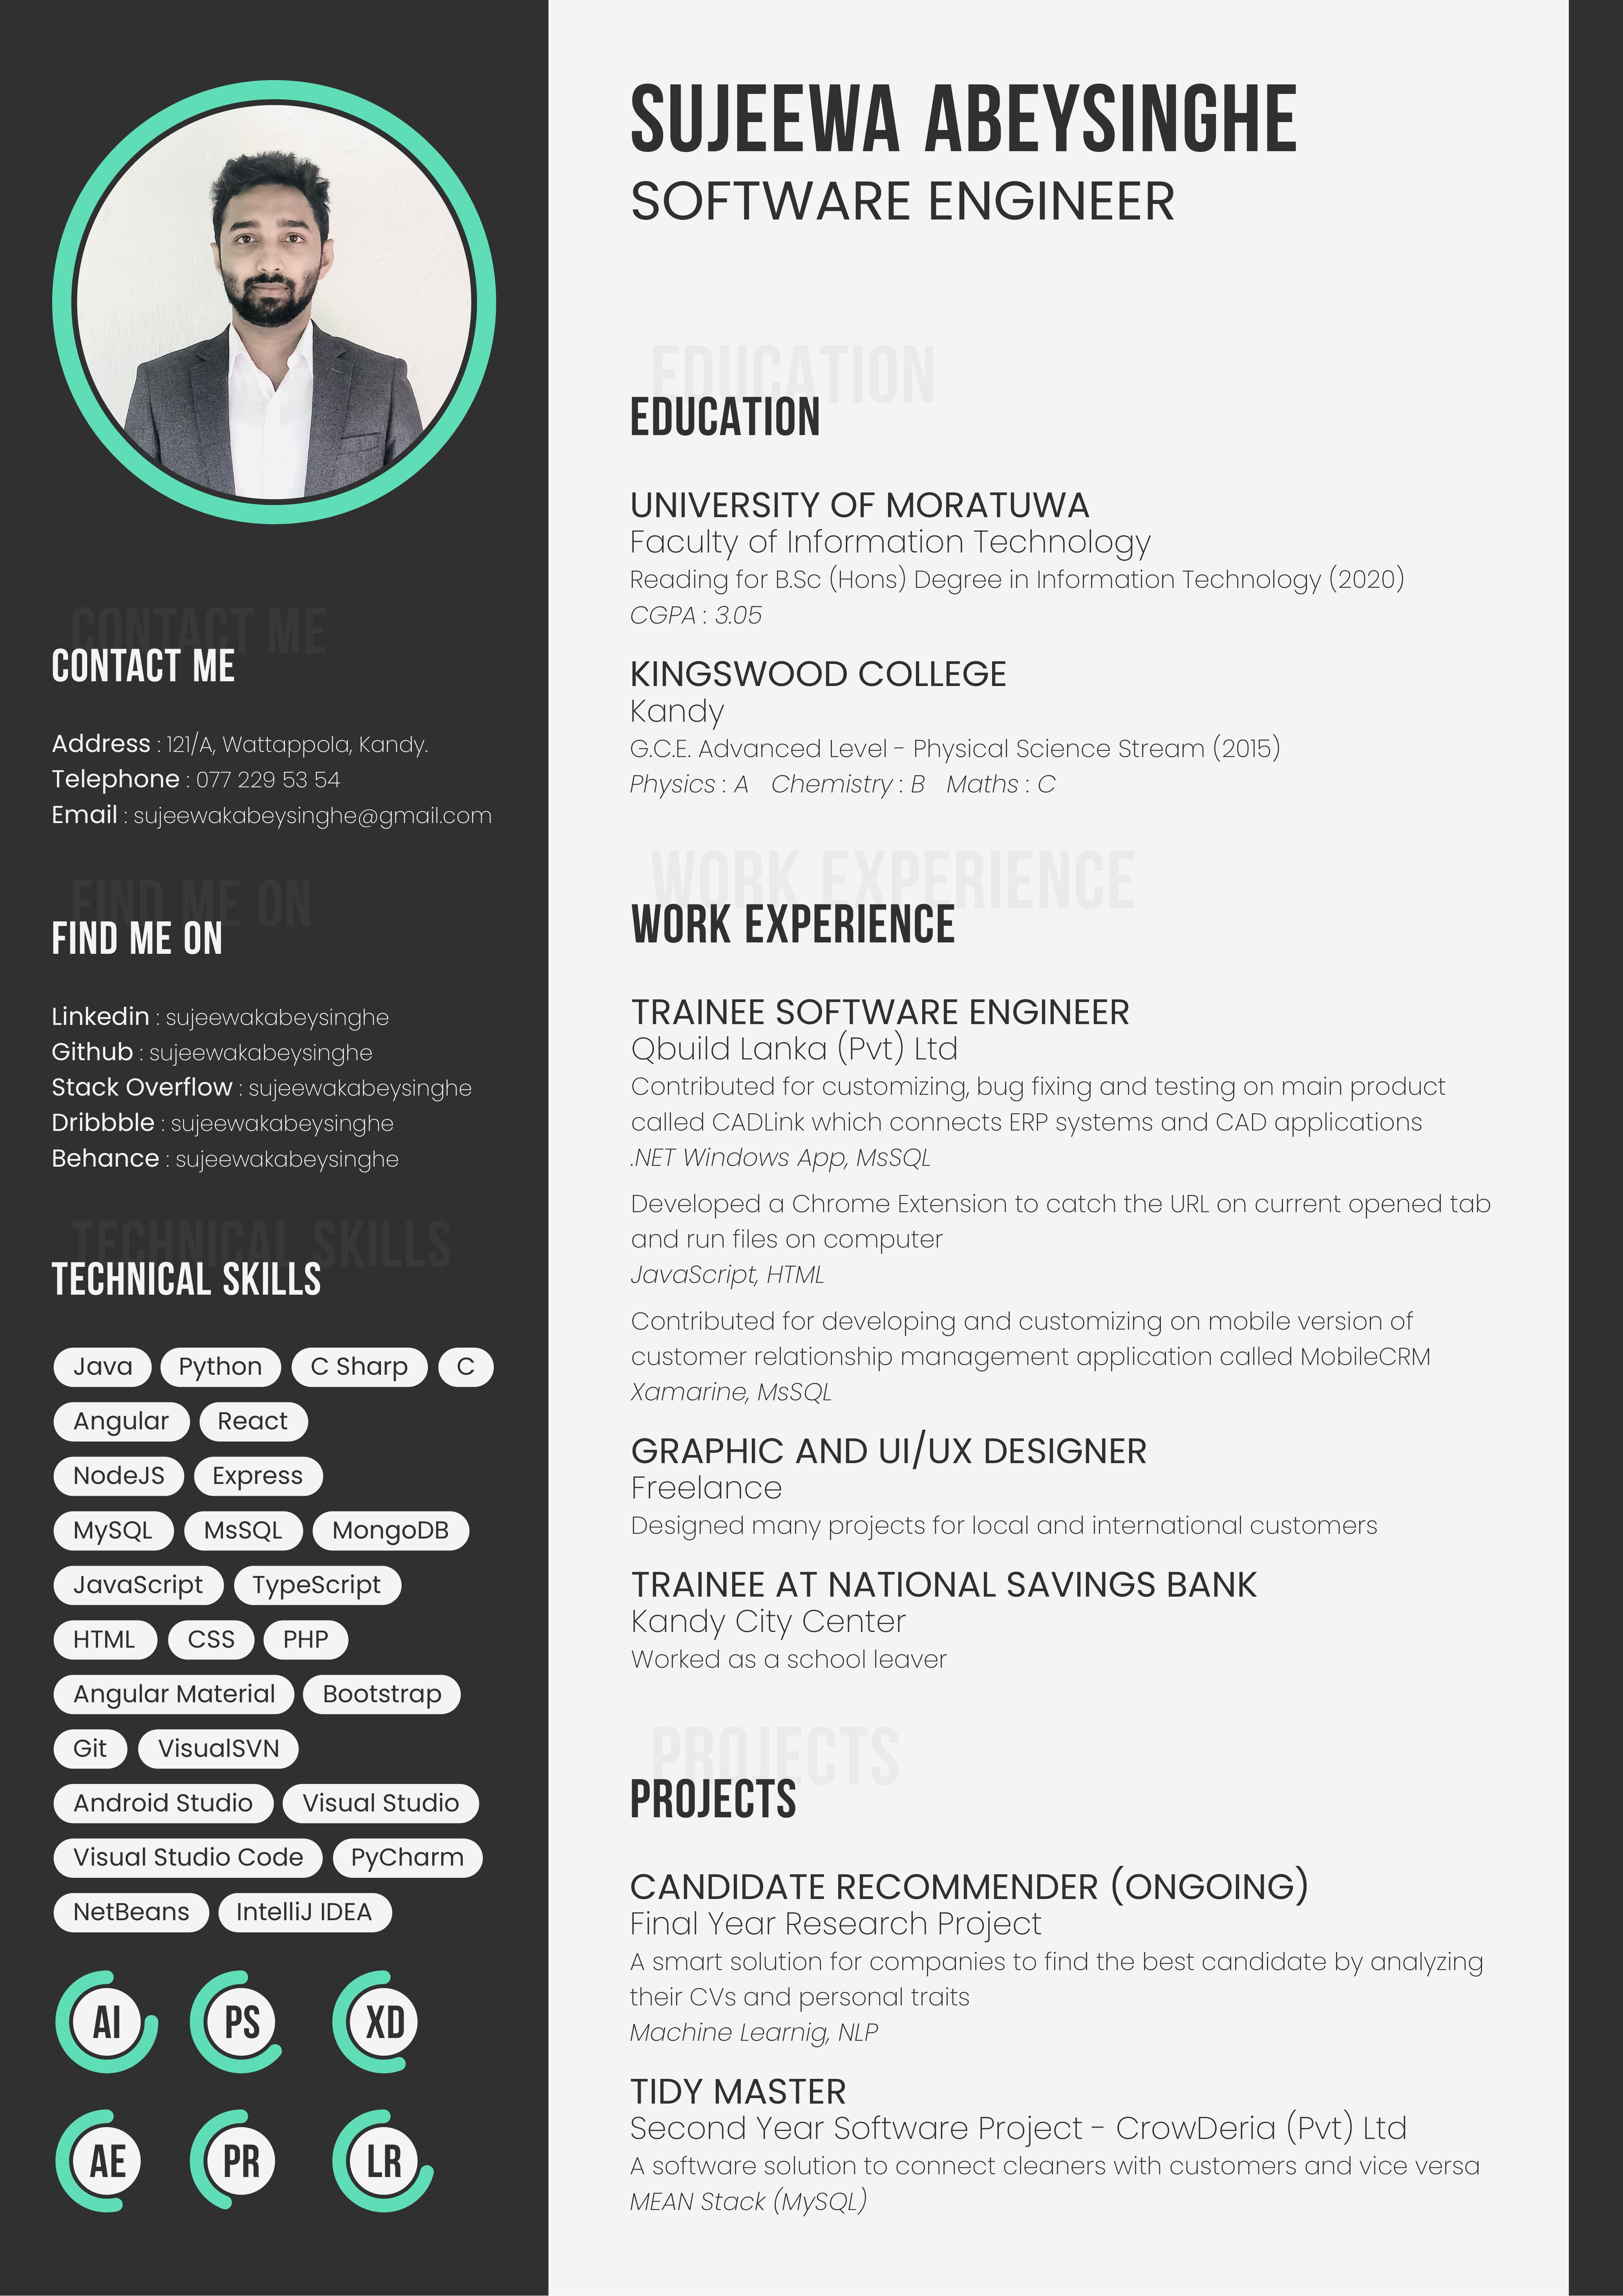 SUJEEWA ABEYSINGHE
SOFTWARE ENGINEER
CONTACT ME
CONTACT ME
Address : 121/A, Wattappola, Kandy.
Telephone : 077 229 53 54
Email : sujeewakabeysinghe@gmail.com
FIND ME ON
FIND ME ON
Linkedin : sujeewakabeysinghe
Github : sujeewakabeysinghe
Stack Overflow : sujeewakabeysinghe
Dribbble : sujeewakabeysinghe
Behance : sujeewakabeysinghe
TECHNICAL SKILLS
TECHNICAL SKILLS
Java Python C Sharp C
Angular React
NodeJS Express
MySQL MsSQL MongoDB
JavaScript TypeScript
HTML CSS PHP
Angular Material Bootstrap
Git VisualSVN
Android Studio Visual Studio
Visual Studio Code PyCharm
NetBeans IntelliJ IDEA
AI PS XD
AE PR LR
EDUCATION
EDUCATION
UNIVERSITY OF MORATUWA
Faculty of Information Technology
Reading for B.Sc (Hons) Degree in Information Technology (2020)
CGPA : 3.05
KINGSWOOD COLLEGE
Kandy
G.C.E. Advanced Level - Physical Science Stream (2015)
Physics : A Chemistry : B Maths : C
WORK EXPERIENCE
WORK EXPERIENCE
TRAINEE SOFTWARE ENGINEER
Qbuild Lanka (Pvt) Ltd
Contributed for customizing, bug fixing and testing on main product
called CADLink which connects ERP systems and CAD applications
.NET Windows App, MsSQL
Developed a Chrome Extension to catch the URL on current opened tab
and run files on computer
JavaScript, HTML
Contributed for developing and customizing on mobile version of
customer relationship management application called MobileCRM
Xamarine, MsSQL
GRAPHIC AND UI/UX DESIGNER
Freelance
Designed many projects for local and international customers
TRAINEE AT NATIONAL SAVINGS BANK
Kandy City Center
Worked as a school leaver
PROJECTS
PROJECTS
CANDIDATE RECOMMENDER (ONGOING)
Final Year Research Project
A smart solution for companies to find the best candidate by analyzing
their CVs and personal traits
Machine Learnig, NLP
TIDY MASTER
Second Year Software Project - CrowDeria (Pvt) Ltd
A software solution to connect cleaners with customers and vice versa
MEAN Stack (MySQL)